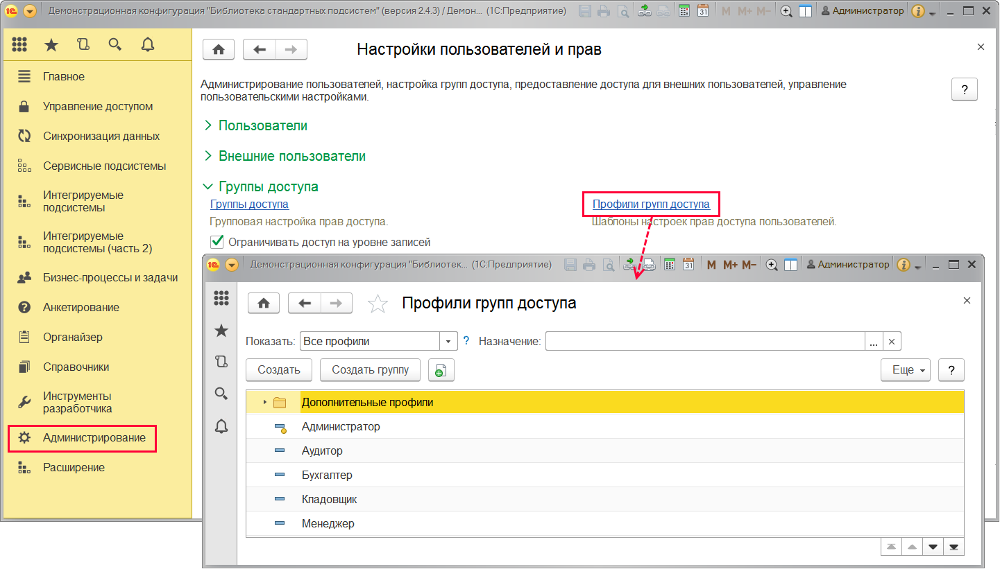 Демонстрационная конфигурация "Библиотека стандартных подсистем" (версия 2.4.3) / Демон... (1С:Предприятие)
31
M M+ M−
Администратор
i
Главное
Управление доступом
Синхронизация данных
Сервисные подсистемы
Интегрируемые
подсистемы
Интегрируемые
подсистемы (часть 2)
Бизнес-процессы и задачи
Анкетирование
Органайзер
Справочники
Инструменты
разработчика
Администрирование
Расширение
Настройки пользователей и прав
Администрирование пользователей, настройка групп доступа, предоставление доступа для внешних пользователей, управление
пользовательскими настройками.
?
Пользователи
Внешние пользователи
Группы доступа
Группы доступа
Профили групп доступа
Групповая настройка прав доступа.
Шаблоны настроек прав доступа пользователей.
Ограничивать доступ на уровне записей
Демонстрационная конфигурация "Библиотек... (1С:Предприятие)
31
M M+ M−
Администратор
i
Профили групп доступа
Показать: Все профили ? Назначение: ...
Создать Создать группу Еще ?
Дополнительные профили
Администратор
Аудитор
Бухгалтер
Кладовщик
Менеджер